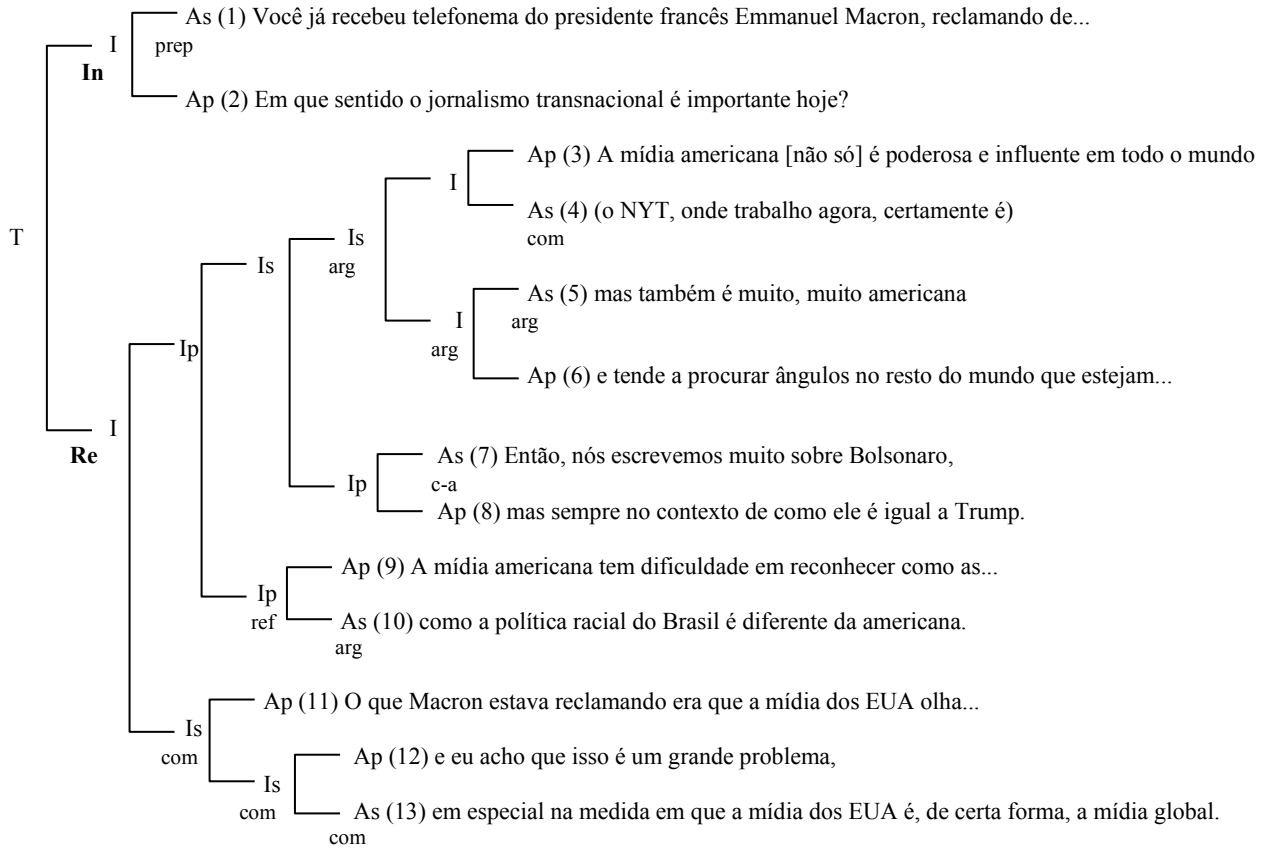 As (1) Você já recebeu telefonema do presidente francês Emmanuel Macron, reclamando de...
I prep
In
Ap (2) Em que sentido o jornalismo transnacional é importante hoje?
Ap (3) A mídia americana [não só] é poderosa e influente em todo o mundo
I
As (4) (o NYT, onde trabalho agora, certamente é)
com
T
Is
arg
Is
As (5) mas também é muito, muito americana
arg
I
arg
Ip
Ap (6) e tende a procurar ângulos no resto do mundo que estejam...
I
Re
As (7) Então, nós escrevemos muito sobre Bolsonaro,
c-a
Ip
Ap (8) mas sempre no contexto de como ele é igual a Trump.
Ap (9) A mídia americana tem dificuldade em reconhecer como as...
Ip
ref
As (10) como a política racial do Brasil é diferente da americana.
arg
Ap (11) O que Macron estava reclamando era que a mídia dos EUA olha...
Is
com
Ap (12) e eu acho que isso é um grande problema,
Is
com
As (13) em especial na medida em que a mídia dos EUA é, de certa forma, a mídia global.
com